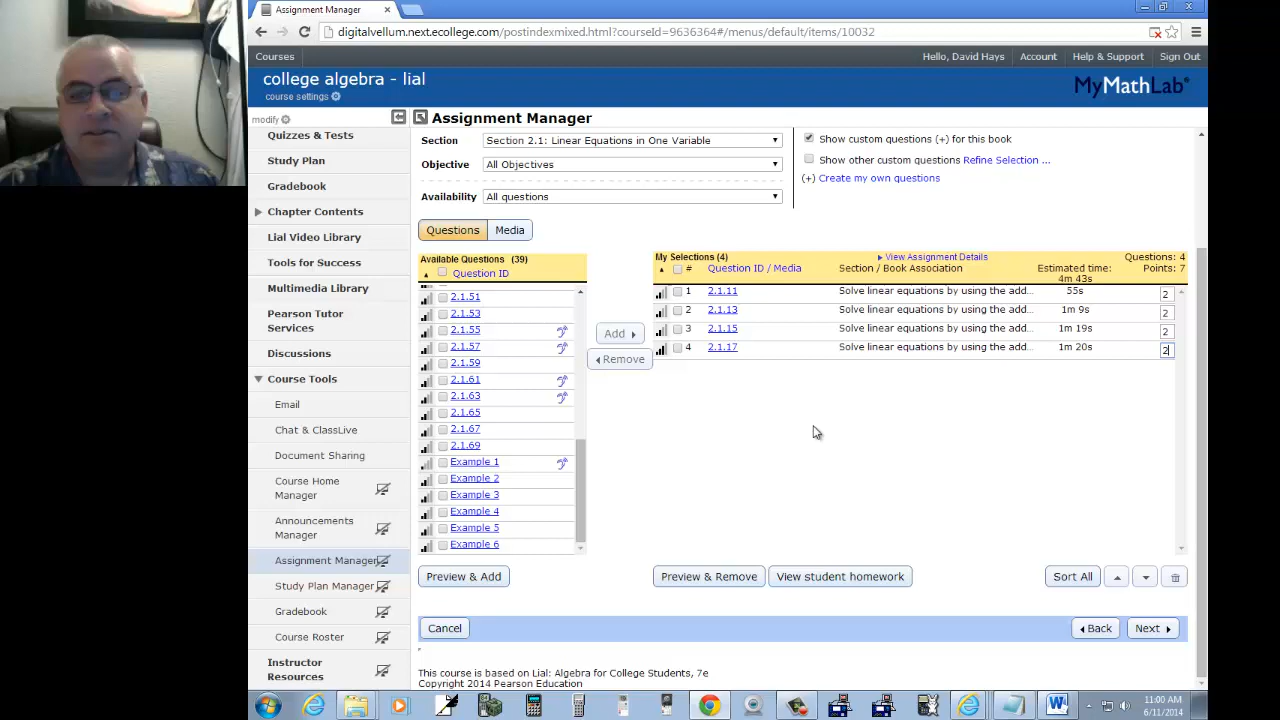 Assignment Manager
digitalvellum.next.ecollege.com/postindexmixed.html?courseId=9636364#/menus/default/items/10032
Courses
Hello, David Hays
Account
Help & Support
Sign Out
college algebra - lial
course settings
MyMathLab®
modify
Assignment Manager
Quizzes & Tests
Study Plan
Gradebook
Chapter Contents
Lial Video Library
Tools for Success
Multimedia Library
Pearson Tutor
Services
Discussions
Course Tools
Email
Chat & ClassLive
Document Sharing
Course Home
Manager
Announcements
Manager
Assignment Manager
Study Plan Manager
Gradebook
Course Roster
Instructor
Resources
Section
Section 2.1: Linear Equations in One Variable
Objective
All Objectives
Availability
All questions
Show custom questions (+) for this book
Show other custom questions Refine Selection ...
(+) Create my own questions
Questions
Media
Available Questions (39)
Question ID
2.1.51
2.1.53
2.1.55
2.1.57
2.1.59
2.1.61
2.1.63
2.1.65
2.1.67
2.1.69
Example 1
Example 2
Example 3
Example 4
Example 5
Example 6
Add
Remove
My Selections (4)
View Assignment Details
Questions: 4
Points: 7
# Question ID / Media Section / Book Association Estimated time:
4m 43s
1 2.1.11 Solve linear equations by using the add... 55s 2
2 2.1.13 Solve linear equations by using the add... 1m 9s 2
3 2.1.15 Solve linear equations by using the add... 1m 19s 2
4 2.1.17 Solve linear equations by using the add... 1m 20s 2
Preview & Add
Preview & Remove
View student homework
Sort All
Cancel
Back
Next
This course is based on Lial: Algebra for College Students, 7e
Copyright 2014 Pearson Education
11:00 AM
6/11/2014